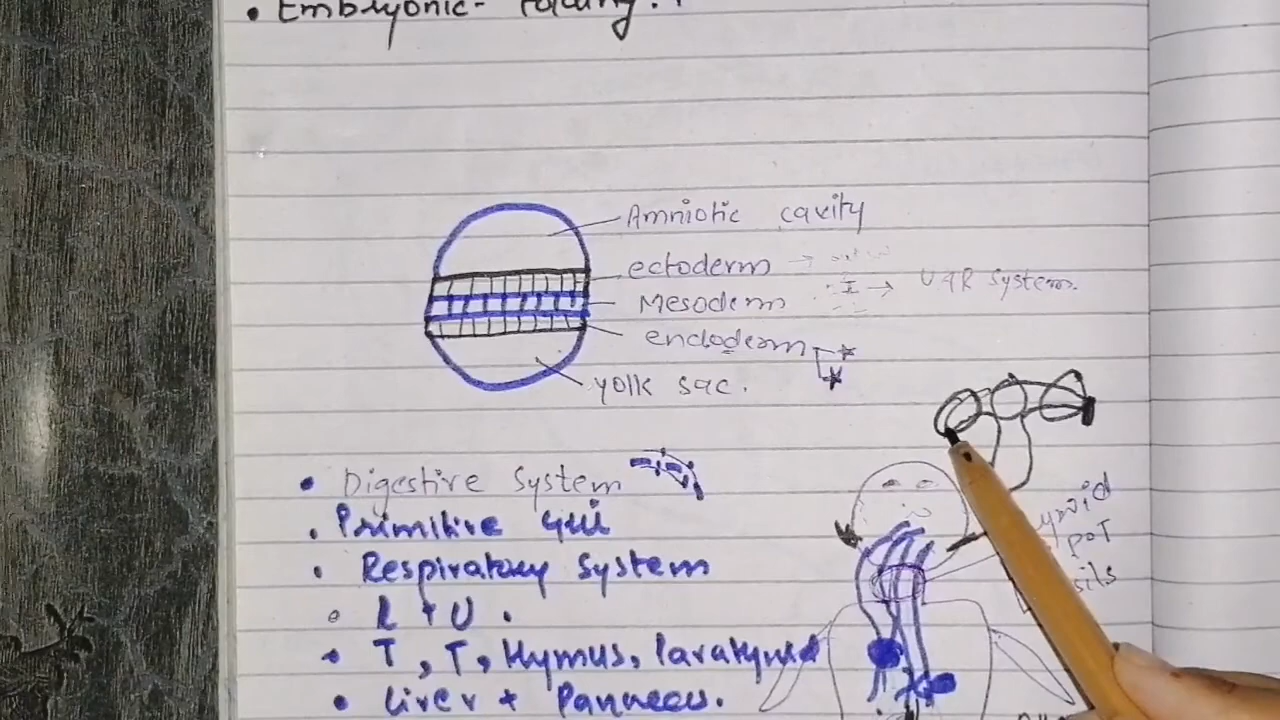 • Embryonic-
Amniotic cavity
ectoderm →
Mesoderm → U & R System.
endoderm
yolk sac.
• Digestive System
• Primitive Gut
• Respiratory System
• R + U .
• T, T, thymus, Parathyroid
• Liver + Pancreas.